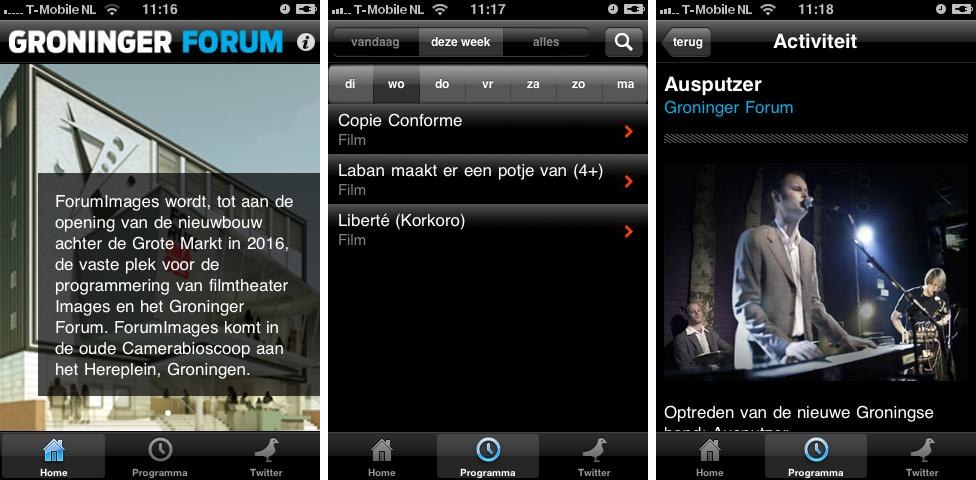 T-Mobile NL 11:16
GRONINGER FORUM i
ForumImages wordt, tot aan de
opening van de nieuwbouw
achter de Grote Markt in 2016,
de vaste plek voor de
programmering van filmtheater
Images en het Groninger
Forum. ForumImages komt in
de oude Camerabioscoop aan
het Hereplein, Groningen.
Home Programma Twitter
T-Mobile NL 11:17
vandaag deze week alles
di wo do vr za zo ma
Copie Conforme
Film
Laban maakt er een potje van (4+)
Film
Liberté (Korkoro)
Film
Home Programma Twitter
T-Mobile NL 11:18
terug Activiteit
Ausputzer
Groninger Forum
Optreden van de nieuwe Groningse
band: Ausputzer
Home Programma Twitter